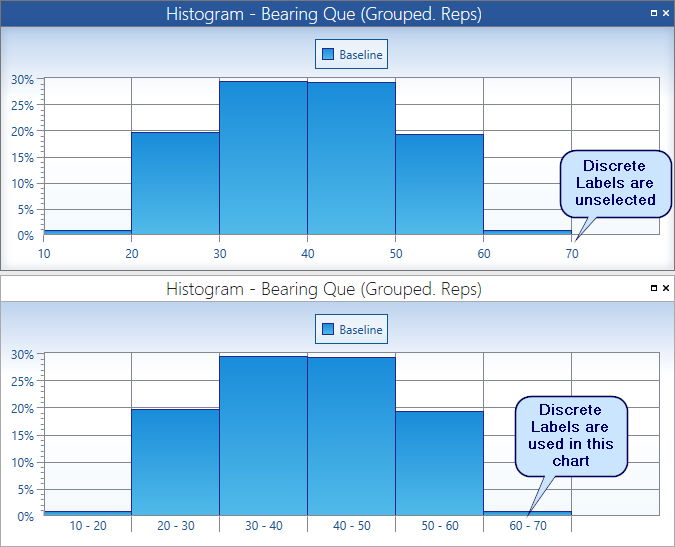 Histogram - Bearing Que (Grouped. Reps)
Baseline
30%
25%
20%
15%
10%
5%
0%
10 20 30 40 50 60 70
Discrete
Labels are
unselected
Histogram - Bearing Que (Grouped. Reps)
Baseline
30%
25%
20%
15%
10%
5%
0%
10 - 20 20 - 30 30 - 40 40 - 50 50 - 60 60 - 70
Discrete
Labels are
used in this
chart